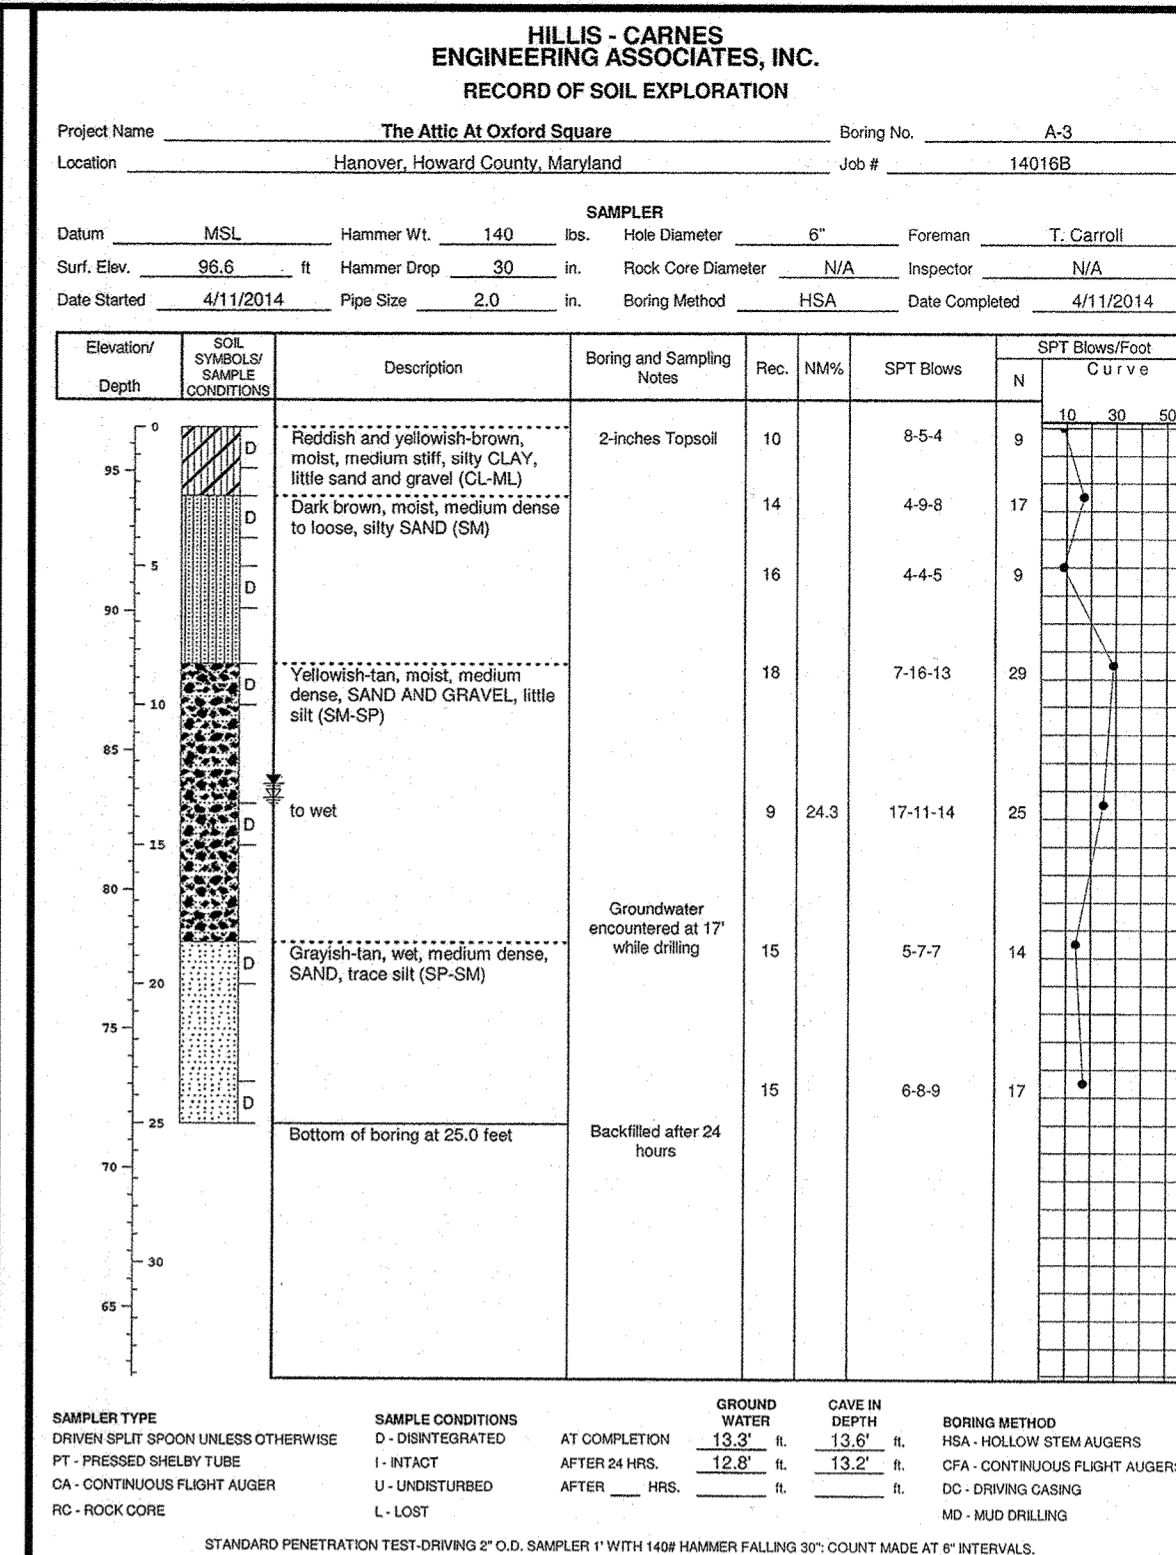 HILLIS - CARNES
ENGINEERING ASSOCIATES, INC.
RECORD OF SOIL EXPLORATION
Project Name The Attic At Oxford Square Boring No. A-3
Location Hanover, Howard County, Maryland Job # 14016B
SAMPLER
Datum MSL Hammer Wt. 140 lbs. Hole Diameter 6" Foreman T. Carroll
Surf. Elev. 96.6 ft Hammer Drop 30 in. Rock Core Diameter N/A Inspector N/A
Date Started 4/11/2014 Pipe Size 2.0 in. Boring Method HSA Date Completed 4/11/2014
Elevation/
Depth
SOIL
SYMBOLS/
SAMPLE
CONDITIONS
Description
Boring and Sampling
Notes
Rec.
NM%
SPT Blows
SPT Blows/Foot
N
Curve
10 30 50
0
D
Reddish and yellowish-brown,
moist, medium stiff, silty CLAY,
little sand and gravel (CL-ML)
2-inches Topsoil
10
8-5-4
9
95
D
Dark brown, moist, medium dense
to loose, silty SAND (SM)
14
4-9-8
17
5
D
16
4-4-5
9
90
D
Yellowish-tan, moist, medium
dense, SAND AND GRAVEL, little
silt (SM-SP)
18
7-16-13
29
10
85
to wet
D
9
24.3
17-11-14
25
15
80
Groundwater
encountered at 17'
while drilling
D
Grayish-tan, wet, medium dense,
SAND, trace silt (SP-SM)
15
5-7-7
14
20
75
D
15
6-8-9
17
25
Bottom of boring at 25.0 feet
Backfilled after 24
hours
70
30
65
SAMPLER TYPE
DRIVEN SPLIT SPOON UNLESS OTHERWISE
PT - PRESSED SHELBY TUBE
CA - CONTINUOUS FLIGHT AUGER
RC - ROCK CORE
SAMPLE CONDITIONS
D - DISINTEGRATED
I - INTACT
U - UNDISTURBED
L - LOST
GROUND
WATER
CAVE IN
DEPTH
AT COMPLETION 13.3' ft. 13.6' ft.
AFTER 24 HRS. 12.8' ft. 13.2' ft.
AFTER ___ HRS. ___ ft. ___ ft.
BORING METHOD
HSA - HOLLOW STEM AUGERS
CFA - CONTINUOUS FLIGHT AUGERS
DC - DRIVING CASING
MD - MUD DRILLING
STANDARD PENETRATION TEST-DRIVING 2" O.D. SAMPLER 1' WITH 140# HAMMER FALLING 30": COUNT MADE AT 6" INTERVALS.